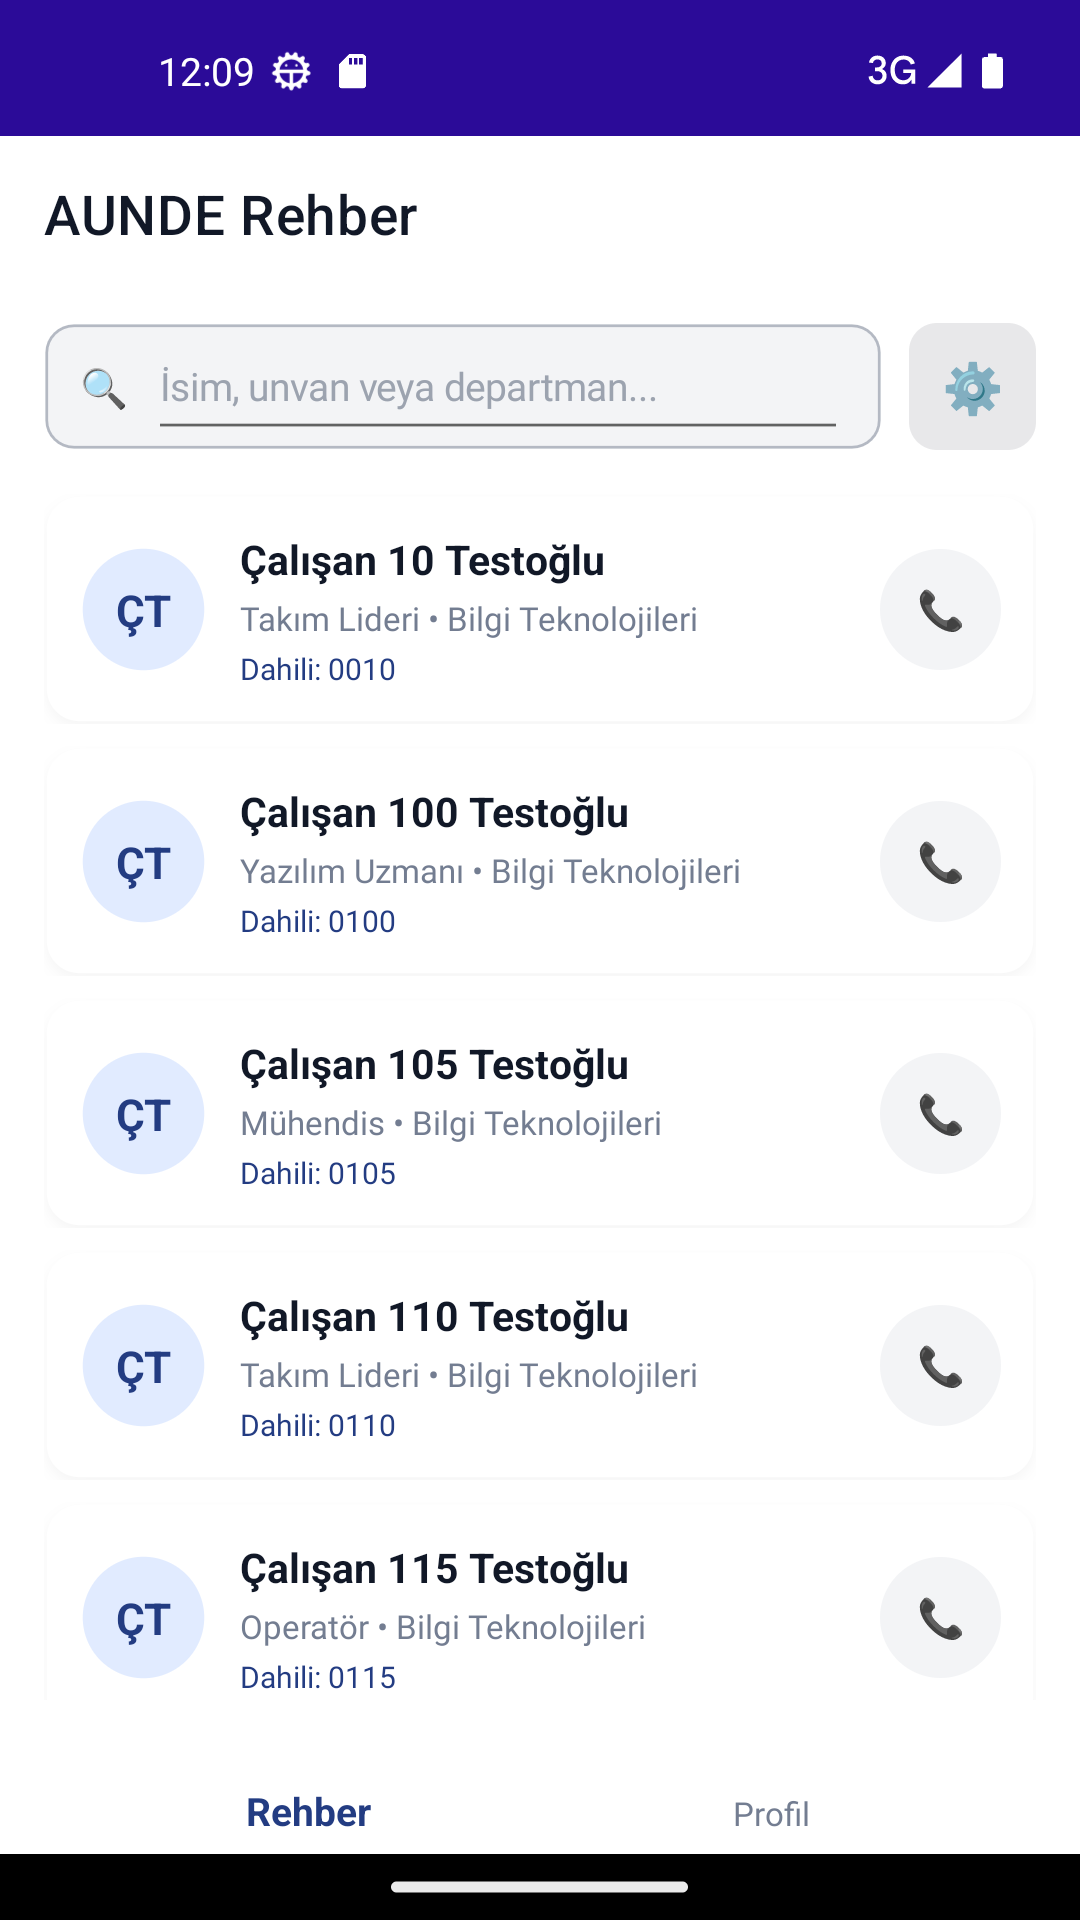 12:09
3G
AUNDE Rehber
İsim, unvan veya departman...
ÇT
Çalışan 10 Testoğlu
Takım Lideri • Bilgi Teknolojileri
Dahili: 0010
ÇT
Çalışan 100 Testoğlu
Yazılım Uzmanı • Bilgi Teknolojileri
Dahili: 0100
ÇT
Çalışan 105 Testoğlu
Mühendis • Bilgi Teknolojileri
Dahili: 0105
ÇT
Çalışan 110 Testoğlu
Takım Lideri • Bilgi Teknolojileri
Dahili: 0110
ÇT
Çalışan 115 Testoğlu
Operatör • Bilgi Teknolojileri
Dahili: 0115
Rehber
Profil